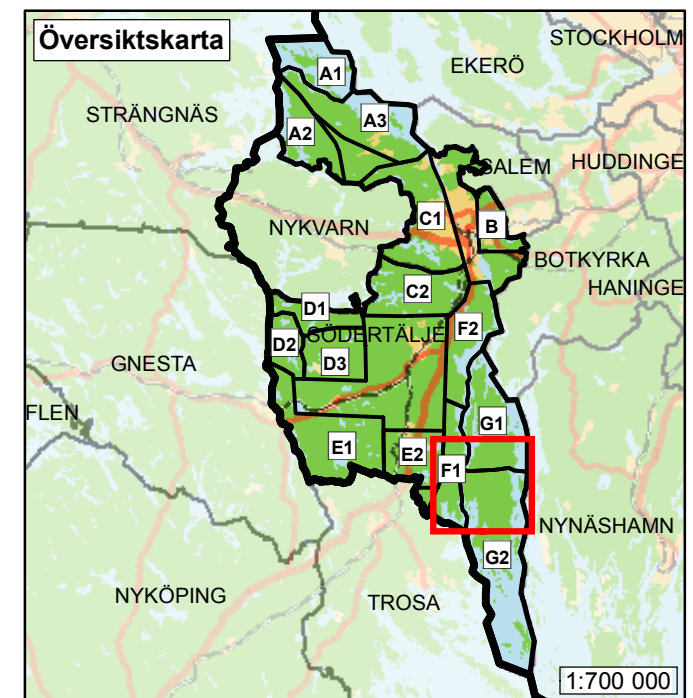 Översiktskarta
STOCKHOLM
EKERÖ
A1
STRÄNGNÄS
A3
A2
SALEM
HUDDINGE
C1
B
NYKVARN
BOTKYRKA
C2
HANINGE
D1
F2
SÖDERTÄLJE
D2
D3
GNESTA
FLEN
G1
E1
E2
F1
NYNÄSHAMN
G2
NYKÖPING
TROSA
1:700 000